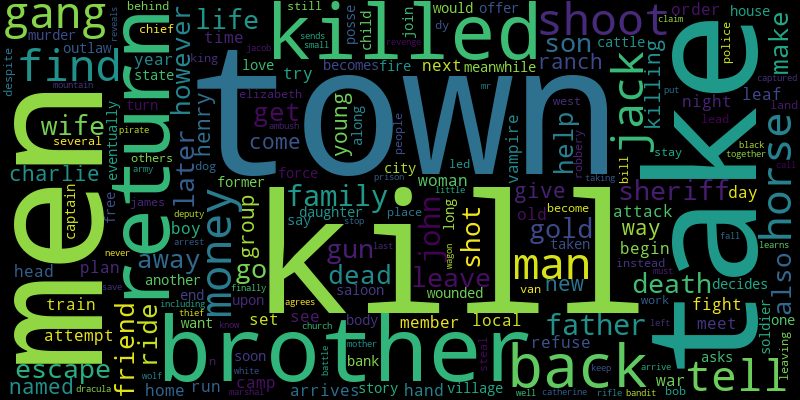 gang
behind
murder
outlaw
chief
reveals
despite
find
however
life
time
king
jacob
henry
year
state
killed
still
small
sends
revenge
posse
child
join
would
offer
dy
becomes
fire
love
try
meanwhile
next
elizabeth
mr
shoot
son
cattle
ranch
west
order
house
make
claim
police
captured
put
land
mountain
men
wife
several
pirate
turn
eventually
others
army
return
later
get
come
dog
ambush
town
young
along
people
force
city
led
vampire
help
robbery
taking
bill
jack
killing
night
leaf
lead
stay
black
together
call
take
horse
charlie
captain
free
james
boy
deputy
never
arrest
away
money
group
former
family
daughter
woman
prison
little
place
say
stop
gun
dead
john
long
last
shot
give
old
become
gold
taken
man
new
sheriff
day
attack
way
begin
instead
death
decides
fall
learns
must
also
head
plan
another
go
leave
wagon
kill
saloon
wounded
van
fight
work
meet
one
soldier
train
attempt
save
friend
ride
end
including
thief
upon
want
know
set
see
finally
church
agrees
body
member
local
father
refuse
war
asks
left
leaving
escape
named
dracula
wolf
home
n
run
soon
white
marshal
camp
brother
arrives
battle
mother
story
bank
hand
steal
village
back
well
catherine
keep
rifle
arrive
bandit
bob
tell